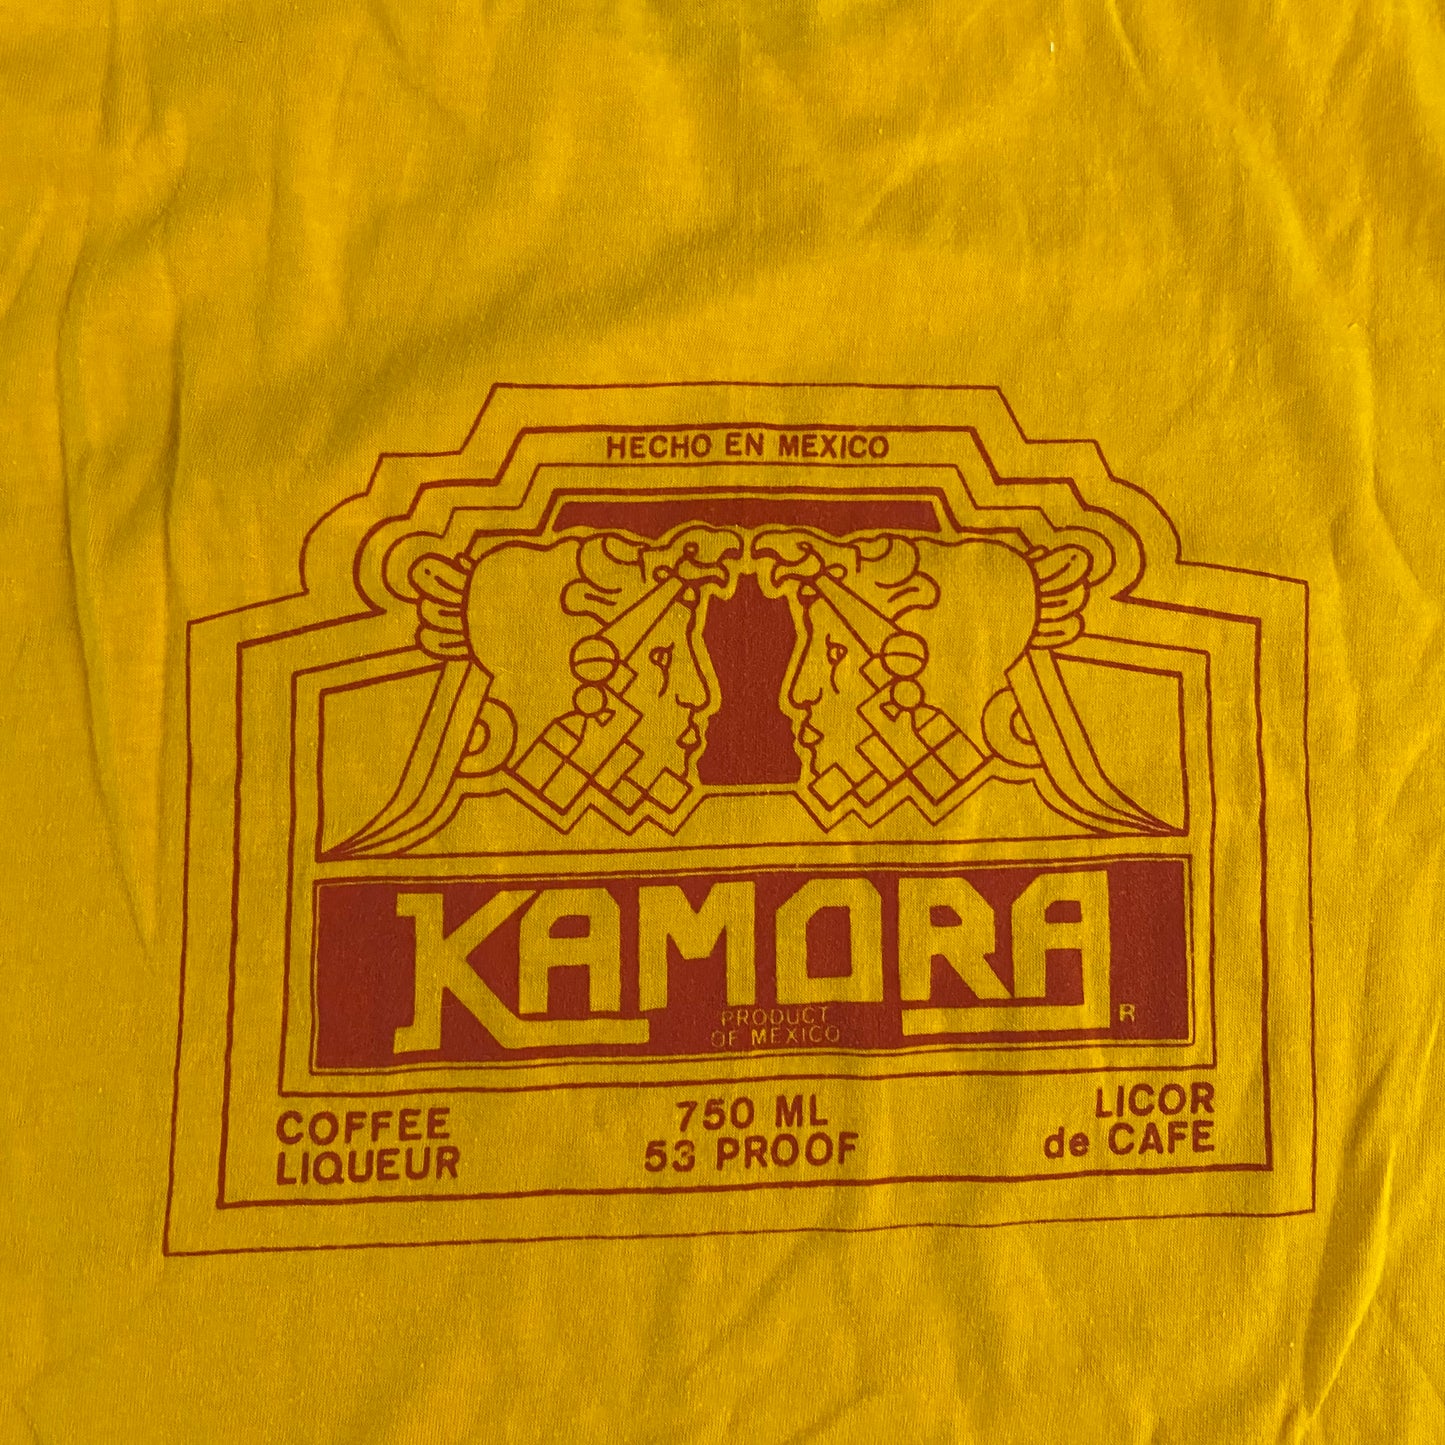 HECHO EN MEXICO
KAMORA
PRODUCT
OF MEXICO
R
COFFEE
LIQUEUR
750 ML
53 PROOF
LICOR
de CAFE